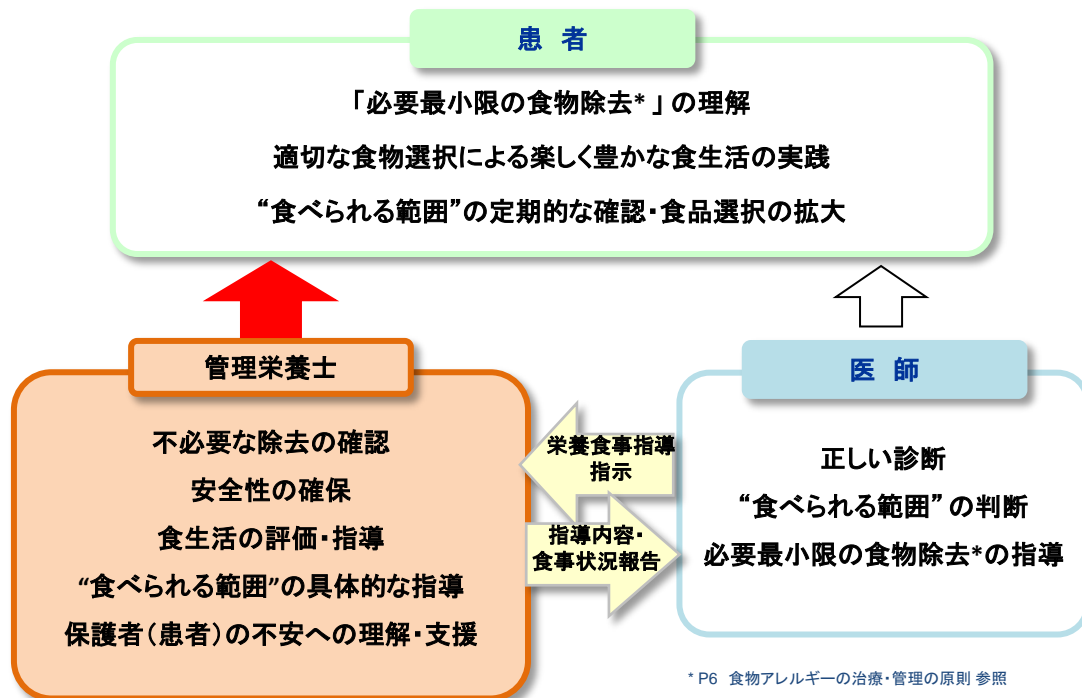 患 者
「必要最小限の食物除去* 」の理解
適切な食物選択による楽しく豊かな食生活の実践
“食べられる範囲”の定期的な確認・食品選択の拡大
管理栄養士
不必要な除去の確認
安全性の確保
食生活の評価・指導
“食べられる範囲”の具体的な指導
保護者(患者)の不安への理解・支援
栄養食事指導
指示
指導内容・
食事状況報告
医 師
正しい診断
“食べられる範囲” の判断
必要最小限の食物除去*の指導
* P6 食物アレルギーの治療・管理の原則 参照